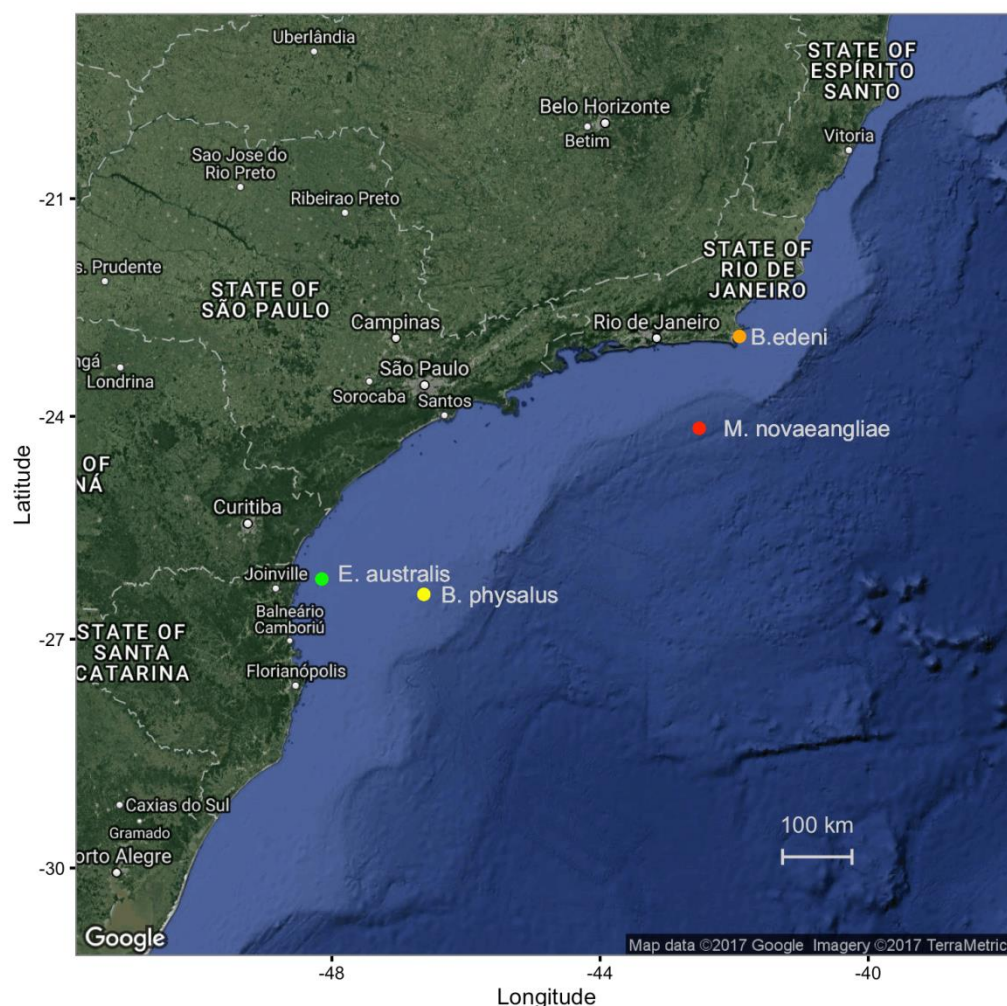 Uberlândia
STATE OF
ESPÍRITO
SANTO
Belo Horizonte
Betim
Vitoria
Sao Jose do
Rio Preto
Ribeirao Preto
-21
s. Prudente
STATE OF
RIO DE
JANEIRO
STATE OF
SÃO PAULO
Campinas
Rio de Janeiro
B.edeni
ngá
Londrina
São Paulo
Sorocaba
Santos
-24
M. novaeangliae
OF
NÁ
Latitude
Curitiba
Joinville
E. australis
B. physalus
Balneário
Camboriú
-27
STATE OF
SANTA
CATARINA
Florianópolis
Caxias do Sul
Gramado
100 km
orto Alegre
-30
Google
Map data ©2017 Google Imagery ©2017 TerraMetric
-48
-44
-40
Longitude